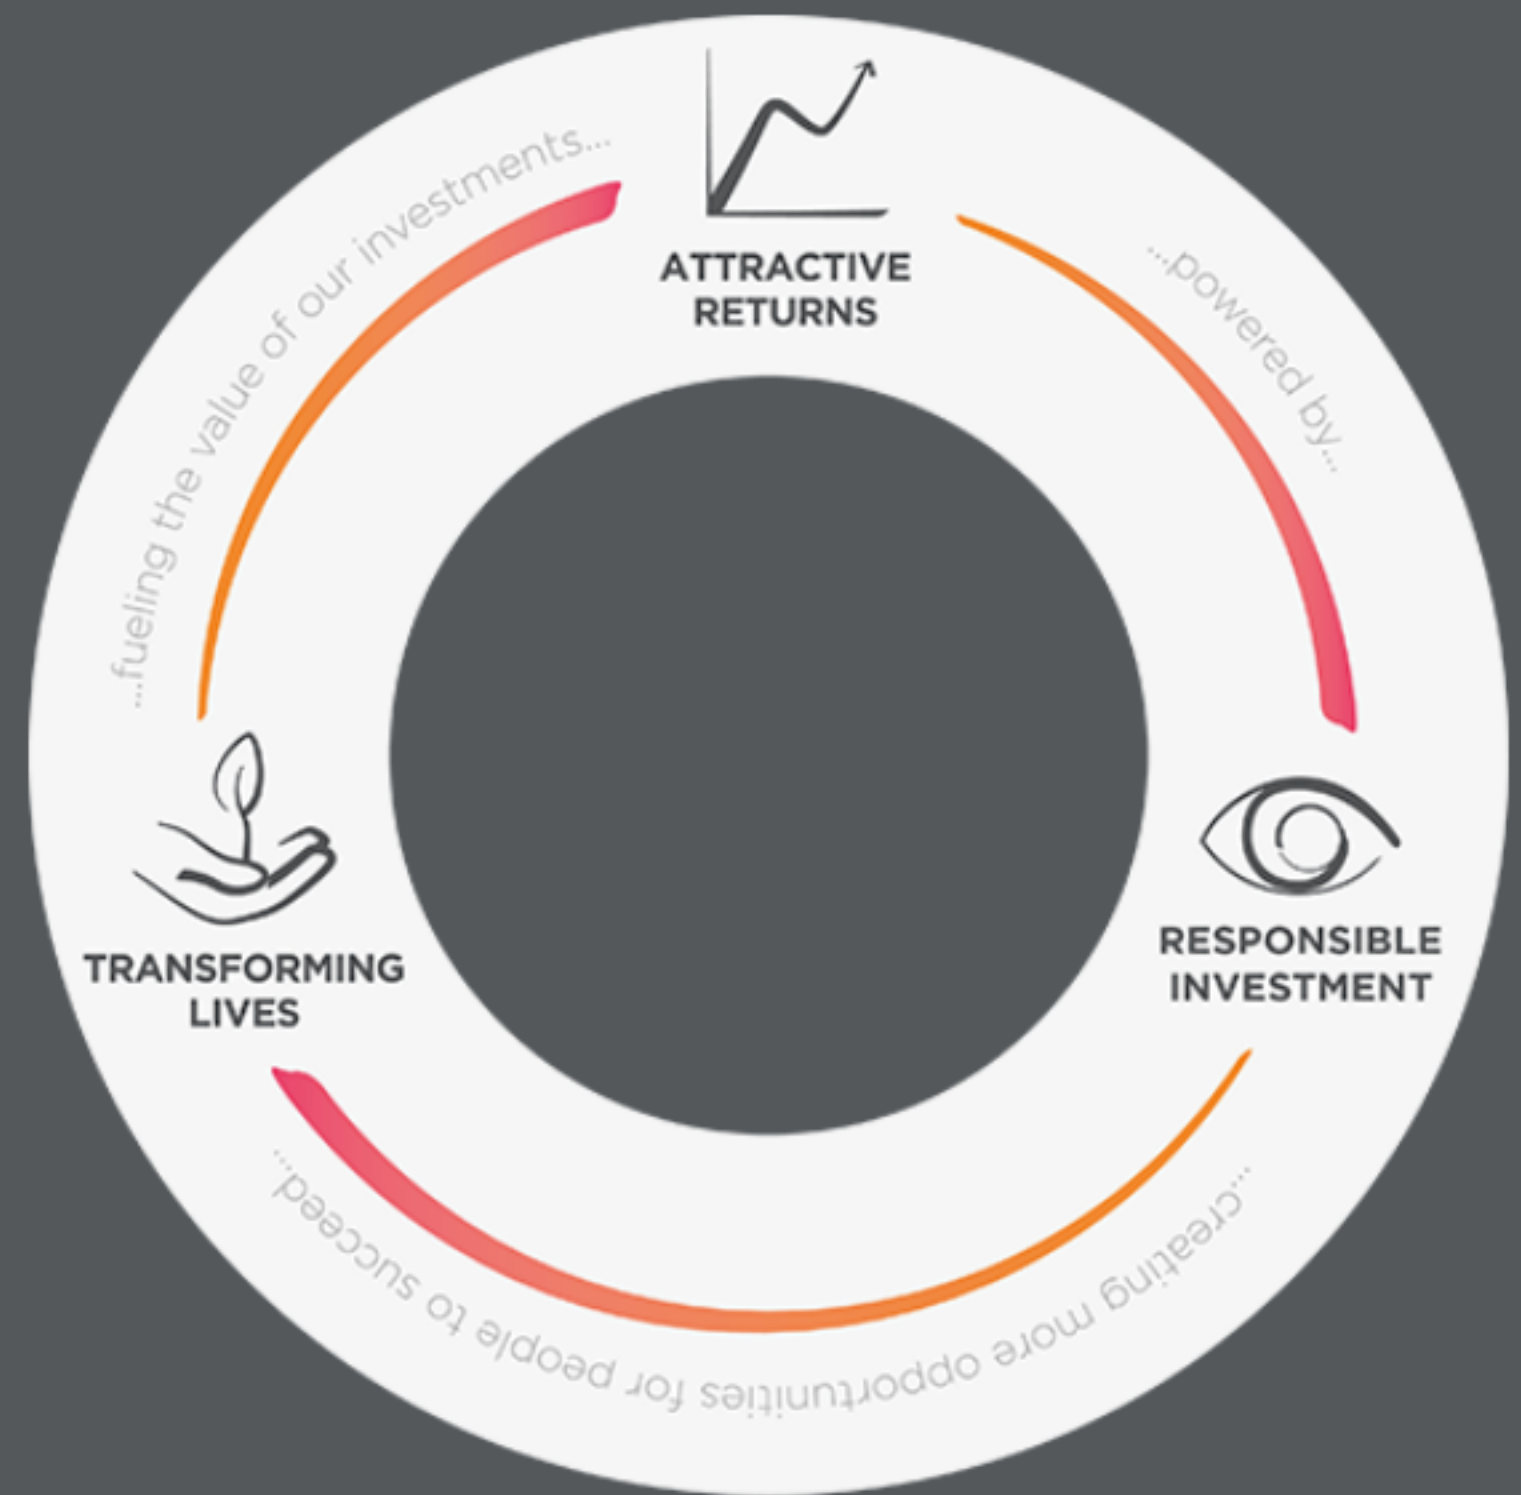 ATTRACTIVE
RETURNS
...powered by...
RESPONSIBLE
INVESTMENT
...creating more opportunities for people to succeed...
TRANSFORMING
LIVES
...fueling the value of our investments...